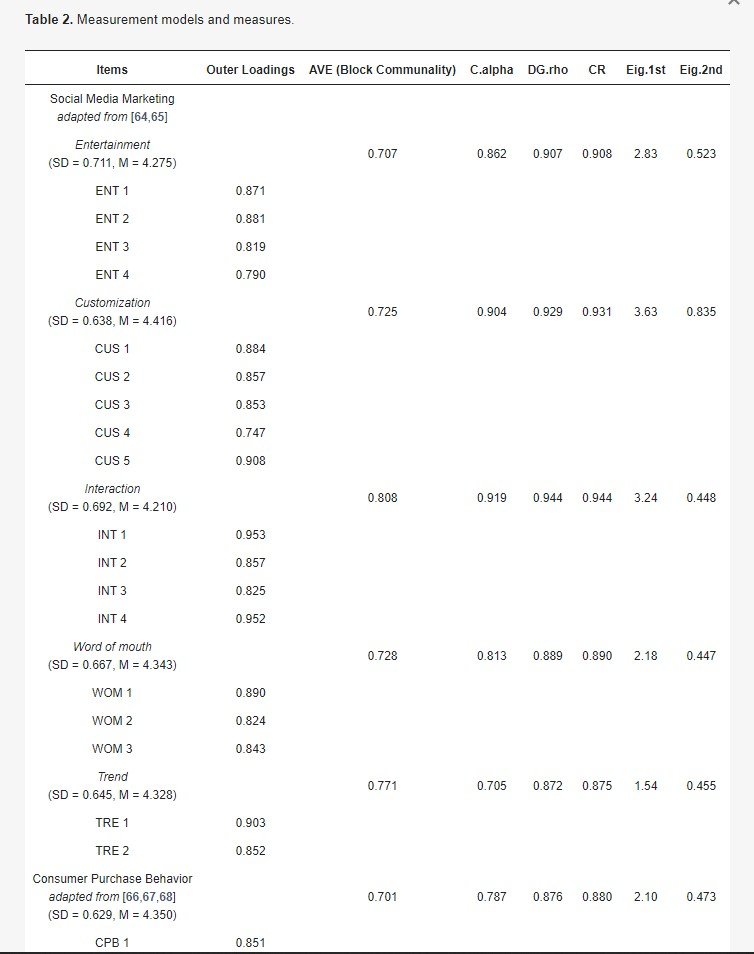 Table 2. Measurement models and measures.
Items Outer Loadings AVE (Block Communality) C.alpha DG.rho CR Eig.1st Eig.2nd
Social Media Marketing
adapted from [64,65]
Entertainment
(SD = 0.711, M = 4.275) 0.707 0.862 0.907 0.908 2.83 0.523
ENT 1 0.871
ENT 2 0.881
ENT 3 0.819
ENT 4 0.790
Customization
(SD = 0.638, M = 4.416) 0.725 0.904 0.929 0.931 3.63 0.835
CUS 1 0.884
CUS 2 0.857
CUS 3 0.853
CUS 4 0.747
CUS 5 0.908
Interaction
(SD = 0.692, M = 4.210) 0.808 0.919 0.944 0.944 3.24 0.448
INT 1 0.953
INT 2 0.857
INT 3 0.825
INT 4 0.952
Word of mouth
(SD = 0.667, M = 4.343) 0.728 0.813 0.889 0.890 2.18 0.447
WOM 1 0.890
WOM 2 0.824
WOM 3 0.843
Trend
(SD = 0.645, M = 4.328) 0.771 0.705 0.872 0.875 1.54 0.455
TRE 1 0.903
TRE 2 0.852
Consumer Purchase Behavior
adapted from [66,67,68] 0.701 0.787 0.876 0.880 2.10 0.473
(SD = 0.629, M = 4.350)
CPB 1 0.851